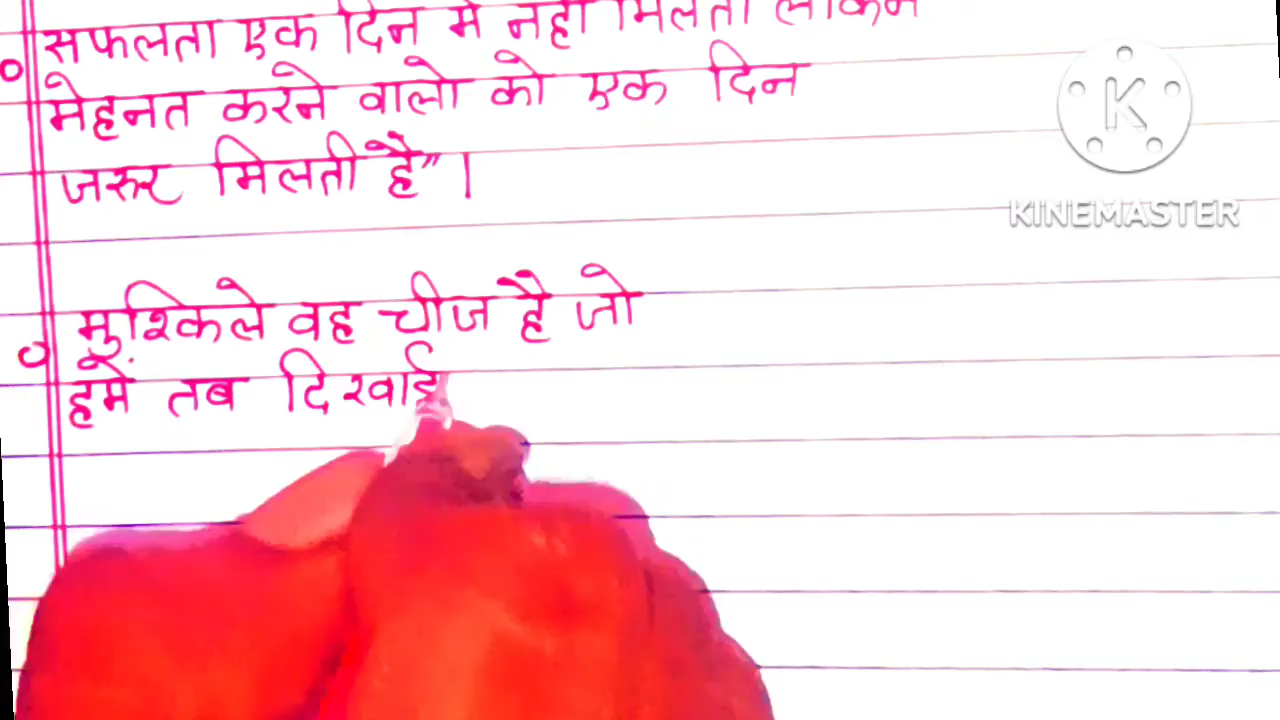 सफलता एक दिन मे नही मिलती लेकिन
मेहनत करने वालो को एक दिन
जरुर मिलती है"।
मुश्किले वह चीज है जो
हमें तब दिखाई
KINEMASTER